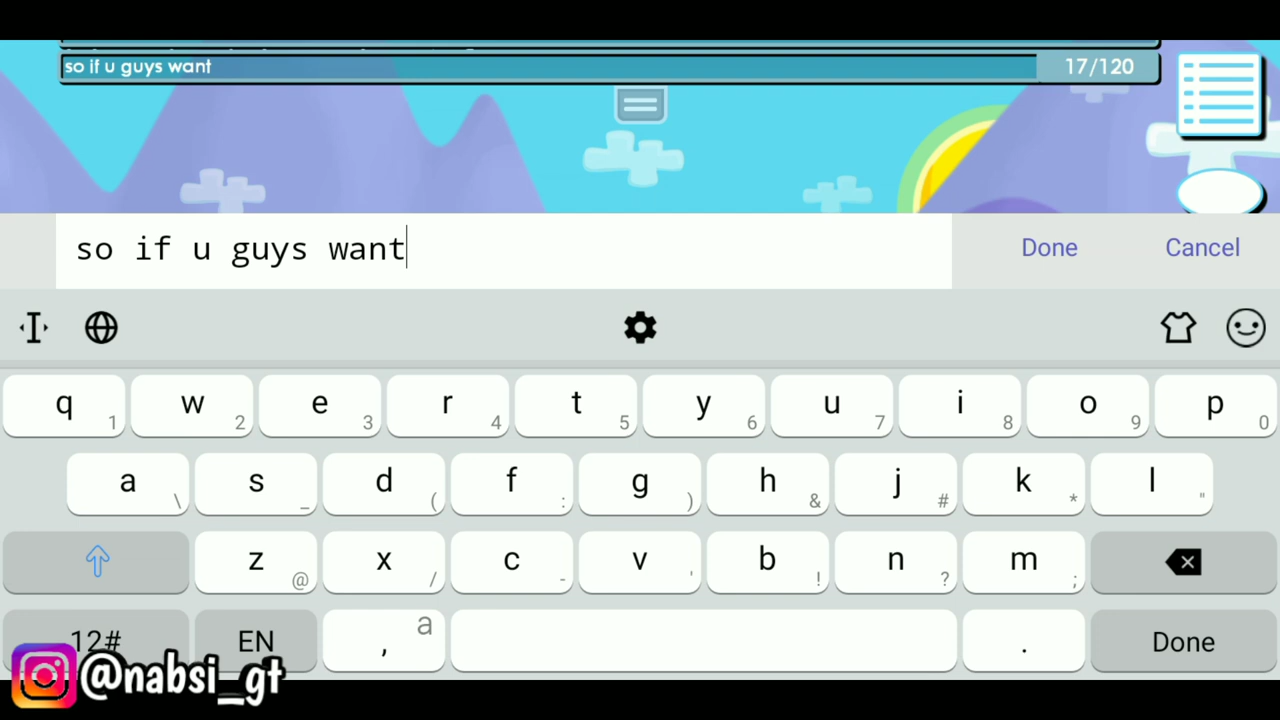 so if u guys want
17/120
so if u guys want
Done Cancel
q 1 w 2 e 3 r 4 t 5 y 6 u 7 i 8 o 9 p 0
a \ s _ d ( f : g ) h & j # k * l "
z @ x / c - v ' b ! n ? m ;
12# EN , a . Done
@nabsi_gt